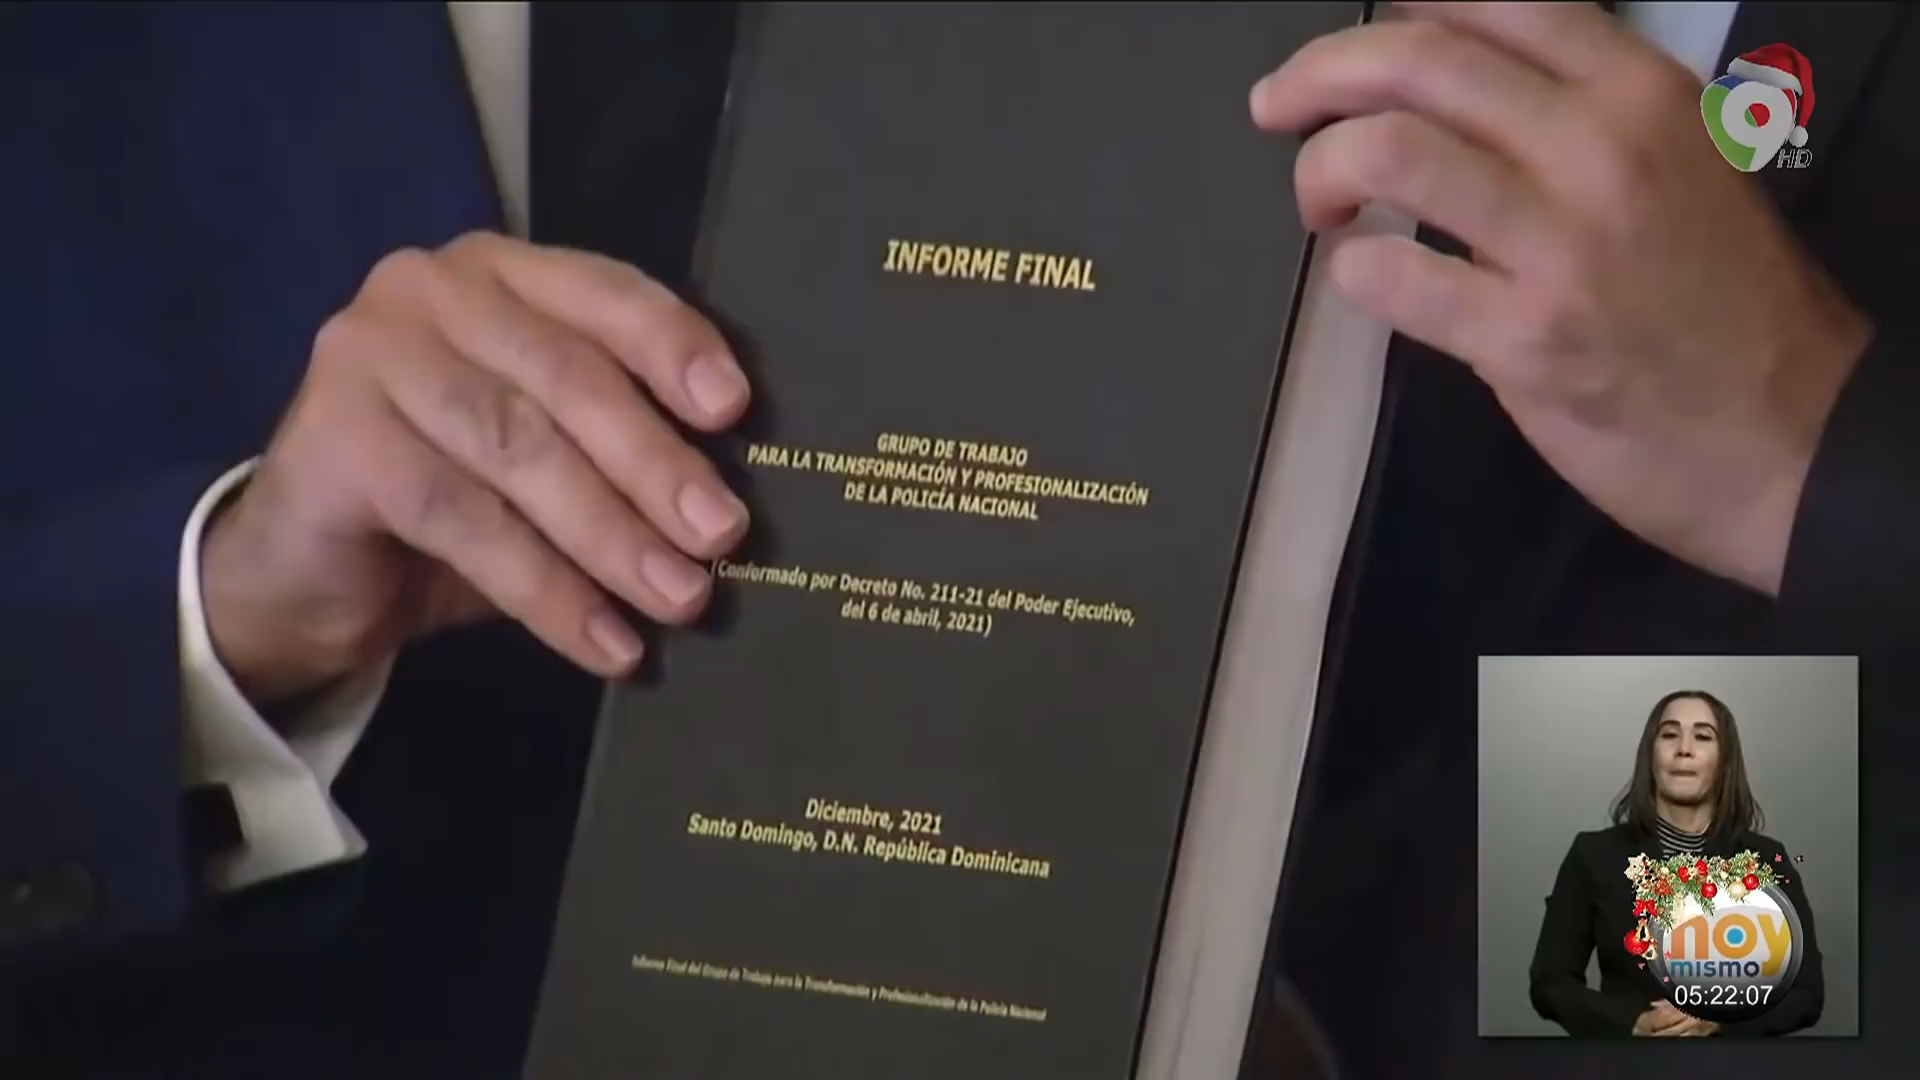 9
HD
INFORME FINAL
GRUPO DE TRABAJO
PARA LA TRANSFORMACIÓN Y PROFESIONALIZACIÓN
DE LA POLICÍA NACIONAL
(Conformado por Decreto No. 211-21 del Poder Ejecutivo,
del 6 de abril, 2021)
Diciembre, 2021
Santo Domingo, D.N. República Dominicana
Informe Final del Grupo de Trabajo para la Transformación y Profesionalización de la Policía Nacional
hoy
mismo
05:22:07